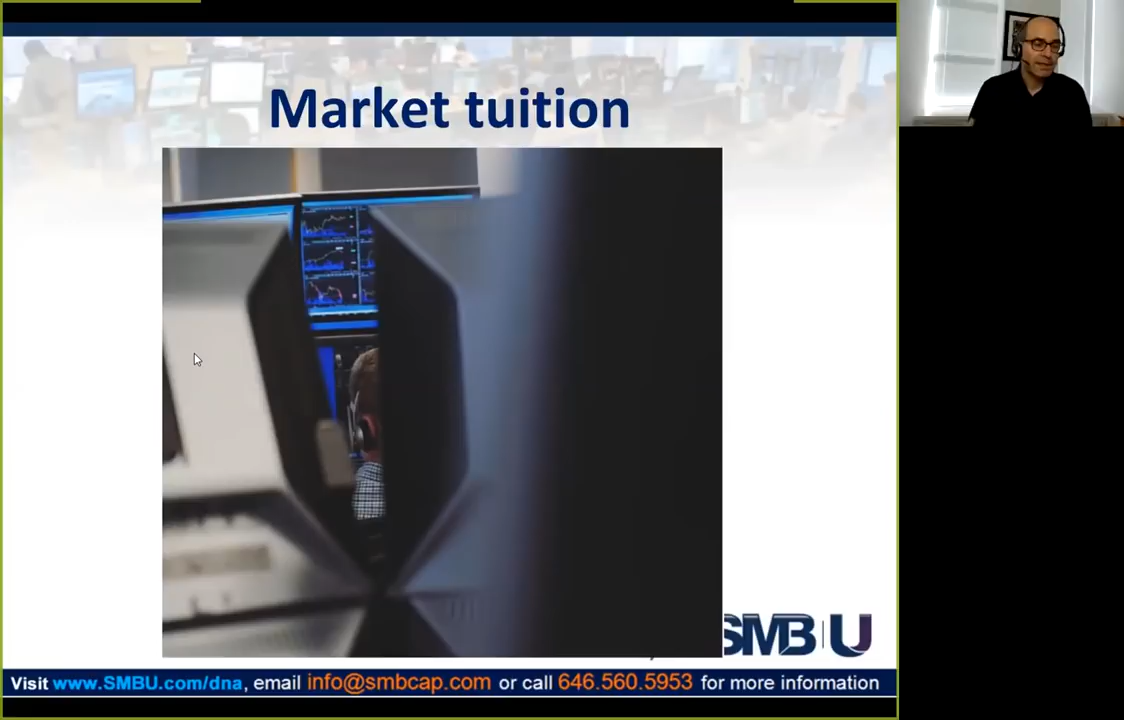 Market tuition
SMB U
Visit www.SMBU.com/dna, email info@smbcap.com or call 646.560.5953 for more information